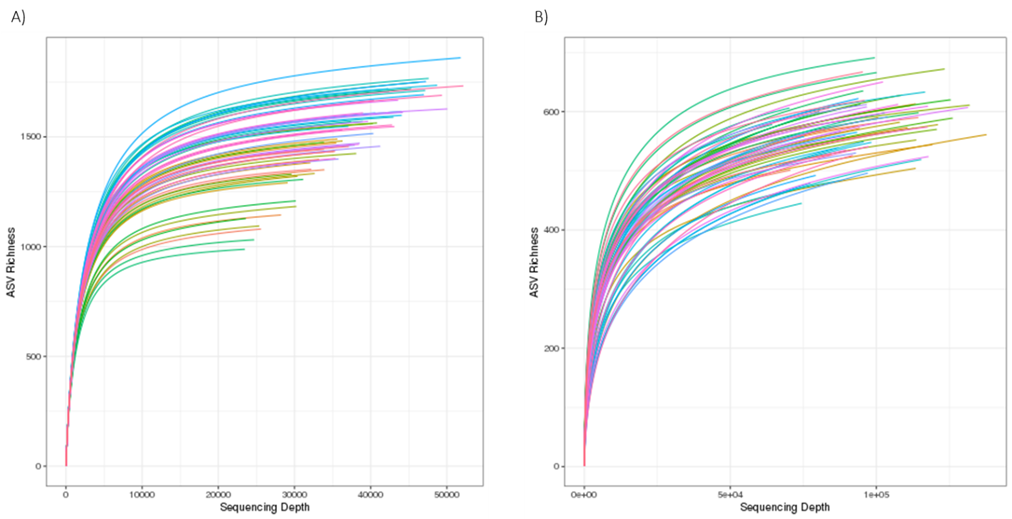 A)
B)
ASV Richness
1500
1000
500
0
0 10000 20000 30000 40000 50000
Sequencing Depth
ASV Richness
600
400
200
0
0e+00 5e+04 1e+05
Sequencing Depth